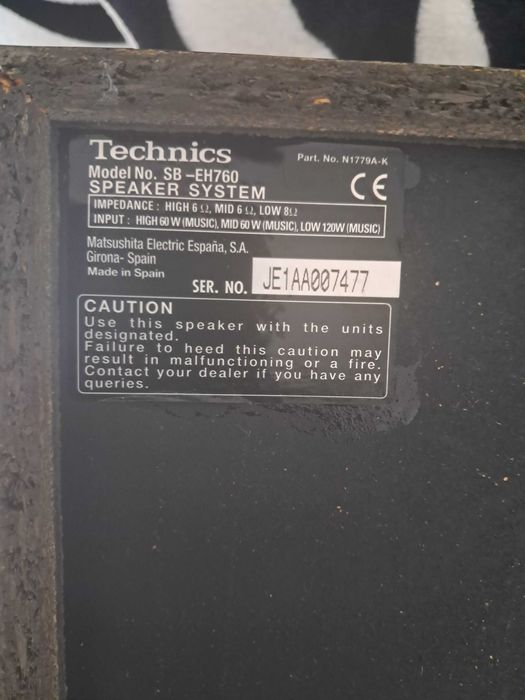 Technics
Part. No. N1779A-K
Model No. SB-EH760
SPEAKER SYSTEM
CE
IMPEDANCE : HIGH 6 Ω, MID 6 Ω, LOW 8Ω
INPUT : HIGH 60 W (MUSIC), MID 60 W (MUSIC), LOW 120W (MUSIC)
Matsushita Electric España, S.A.
Girona- Spain
Made in Spain
SER. NO. JE1AA007477
CAUTION
Use this speaker with the units
designated.
Failure to heed this caution may
result in malfunctioning or a fire.
Contact your dealer if you have any
queries.